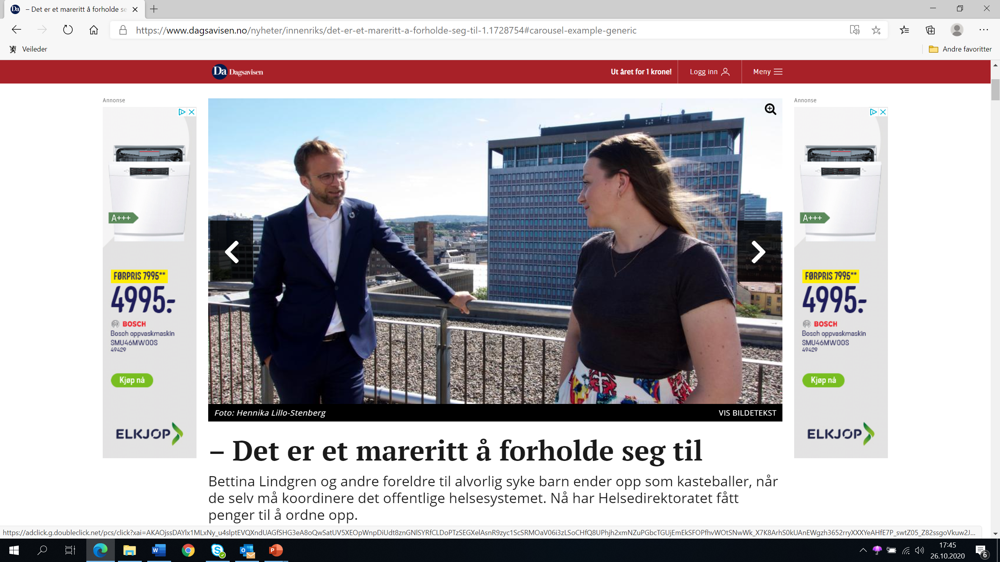 – Det er et mareritt å forholde se
https://www.dagsavisen.no/nyheter/innenriks/det-er-et-mareritt-a-forholde-seg-til-1.1728754#carousel-example-generic
Veileder
Andre favoritter
Da Dagsavisen
Ut året for 1 krone!
Logg inn
Meny
Annonse
A+++
FØRPRIS 7995**
4995.-
BOSCH
Bosch oppvaskmaskin
SMU46MW00S
49429
Kjøp nå
ELKJOP
Foto: Hennika Lillo-Stenberg
VIS BILDETEKST
– Det er et mareritt å forholde seg til
Bettina Lindgren og andre foreldre til alvorlig syke barn ender opp som kasteballer, når
de selv må koordinere det offentlige helsesystemet. Nå har Helsedirektoratet fått
penger til å ordne opp.
Annonse
A+++
FØRPRIS 7995**
4995.-
BOSCH
Bosch oppvaskmaskin
SMU46MW00S
49429
Kjøp nå
ELKJOP
17:45
26.10.2020
6